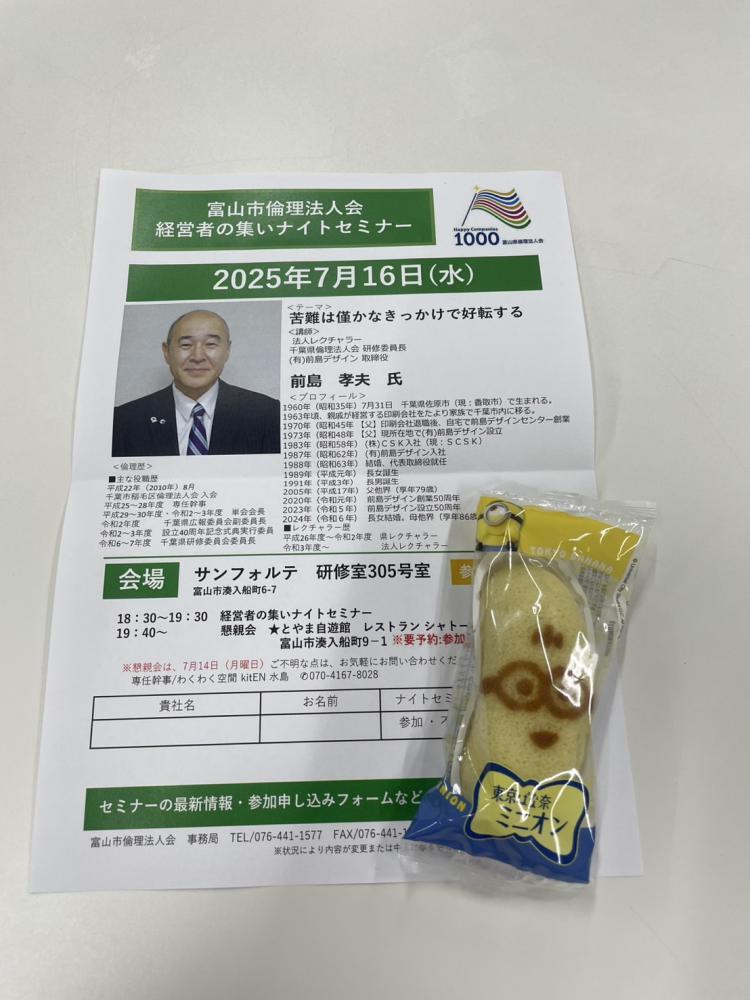 富山市倫理法人会
経営者の集いナイトセミナー
Happy Companies
1000 富山県倫理法人会
2025年7月16日(水)
＜テーマ＞
苦難は僅かなきっかけで好転する
＜講師＞
法人レクチャラー
千葉県倫理法人会 研修委員長
(有)前島デザイン 取締役
前島 孝夫 氏
＜プロフィール＞
1960年（昭和35年）7月31日 千葉県佐原市（現：香取市）で生まれる。
1963年頃、親戚が経営する印刷会社をたより家族で千葉市内に移る。
1970年（昭和45年【父】印刷会社退職後、自宅で前島デザインセンター創業
1973年（昭和48年【父】現所在地で(有)前島デザイン設立
1983年（昭和58年）(株)ＣＳＫ入社（現：ＳＣＳＫ）
1987年（昭和62年）(有)前島デザイン入社
1988年（昭和63年）結婚、代表取締役就任
1989年（平成元年）長女誕生
1991年（平成3年）長男誕生
2005年（平成17年）父他界（享年79歳）
2020年（令和元年）前島デザイン創業50周年
2023年（令和５年）前島デザイン設立50周年
2024年（令和６年）長女結婚。母他界（享年86歳
■レクチャラー歴
平成26年度～令和2年度 県レクチャラー
令和3年度～ 法人レクチャラー
＜倫理歴＞
■主な役職歴
平成22年（2010年）8月
千葉市稲毛区倫理法人会 入会
平成25～28年度 専任幹事
平成29～30年度・令和2～3年度 単会会長
令和2年度 千葉県広報委員会副委員長
令和2～3年度 設立40周年記念式典実行委員
令和6～7年度 千葉県研修委員会委員長
会場 サンフォルテ 研修室305号室 参
富山市湊入船町6-7
18：30～19：30 経営者の集いナイトセミナー
19：40～ 懇親会 ★とやま自遊館 レストラン シャトー
富山市湊入船町９－１ ※要予約:参加
※懇親会は、7月14日（月曜日）ご不明な点は、お気軽にお問い合わせくだ
専任幹事/わくわく空間 kitEN 水島 ✆070-4167-8028
貴社名 お名前 ナイトセミ
参加 ・ 不
セミナーの最新情報・参加申し込みフォームなど
富山市倫理法人会 事務局 TEL/076-441-1577 FAX/076-441-1
※状況により内容が変更または中
TOKYO BANANA
東京ばな奈
ミニオン